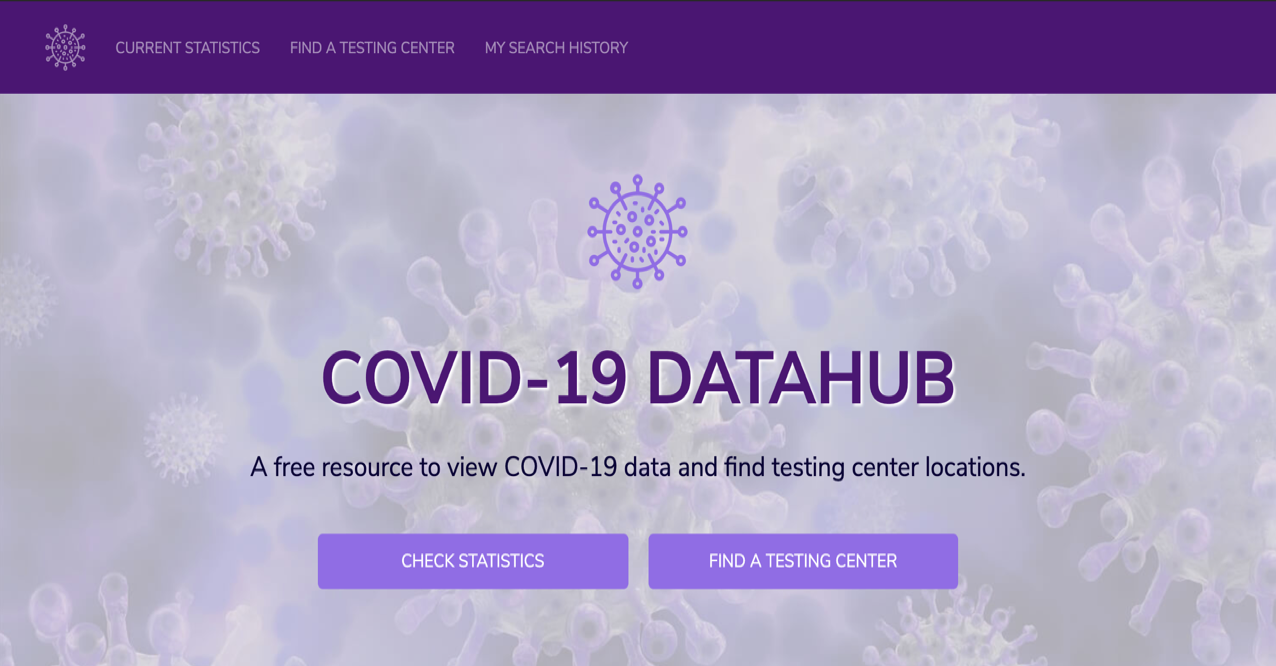 CURRENT STATISTICS FIND A TESTING CENTER MY SEARCH HISTORY
COVID-19 DATAHUB
A free resource to view COVID-19 data and find testing center locations.
CHECK STATISTICS FIND A TESTING CENTER